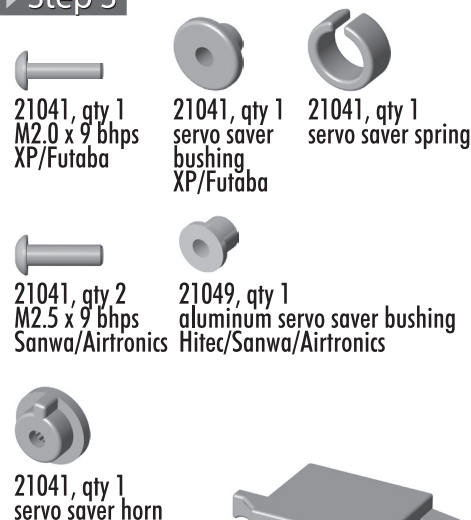 Step 5
21041, qty 1
M2.0 x 9 bhps
XP/Futaba
21041, qty 1
servo saver
bushing
XP/Futaba
21041, qty 1
servo saver spring
21041, qty 2
M2.5 x 9 bhps
Sanwa/Airtronics
21049, qty 1
aluminum servo saver bushing
Hitec/Sanwa/Airtronics
21041, qty 1
servo saver horn